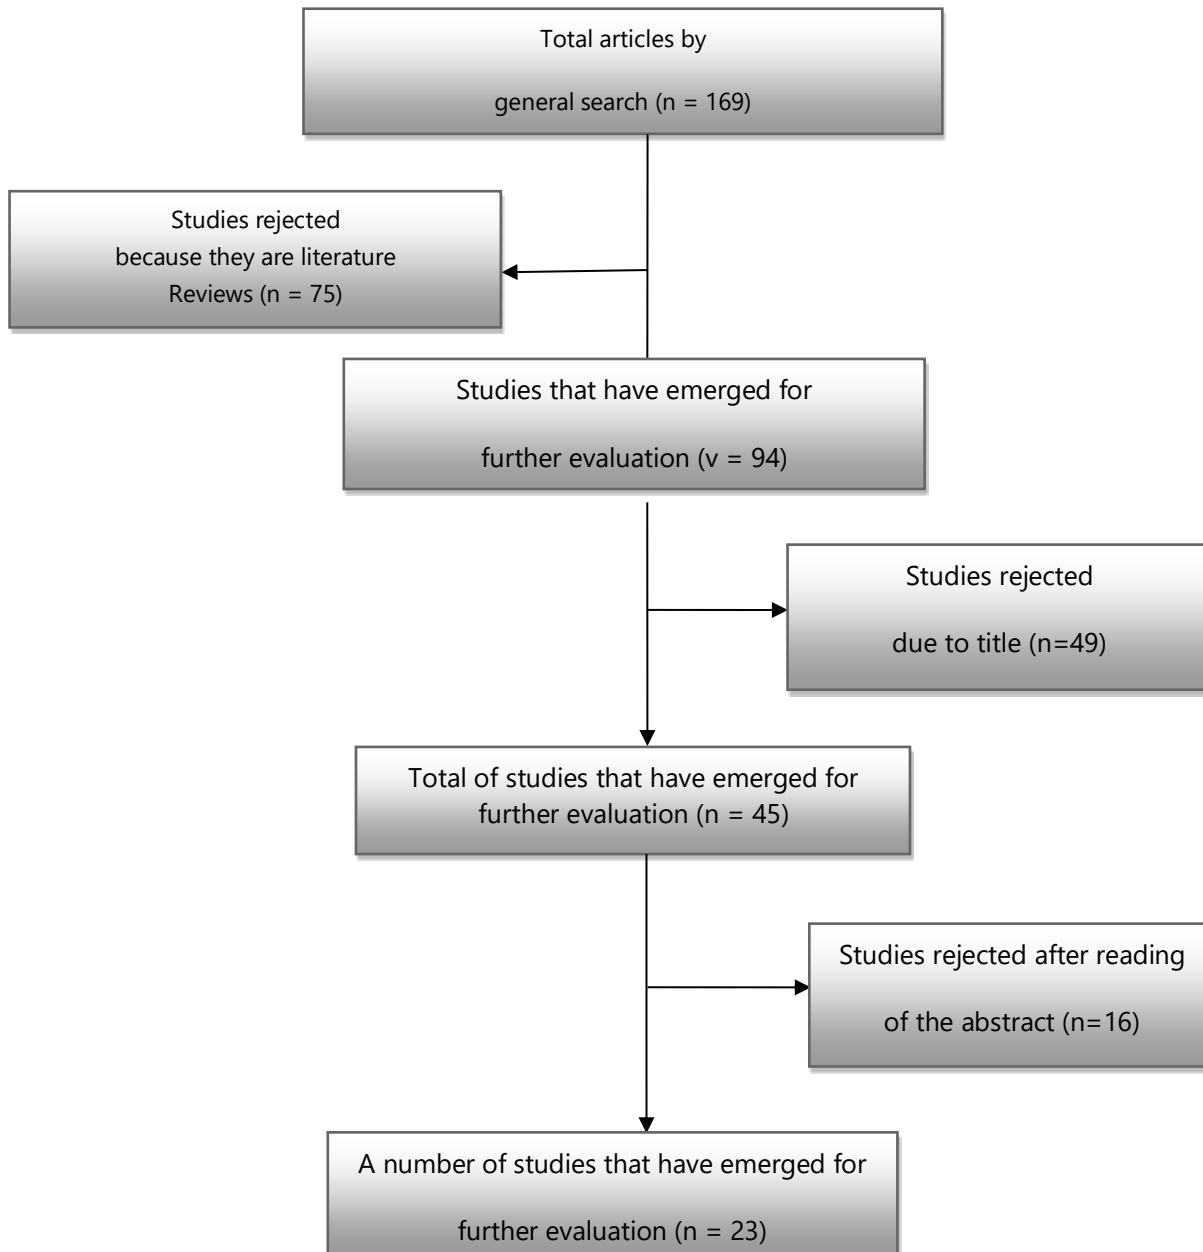 Total articles by
general search (n = 169)
Studies rejected
because they are literature
Reviews (n = 75)
Studies that have emerged for
further evaluation (v = 94)
Studies rejected
due to title (n=49)
Total of studies that have emerged for
further evaluation (n = 45)
Studies rejected after reading
of the abstract (n=16)
A number of studies that have emerged for
further evaluation (n = 23)